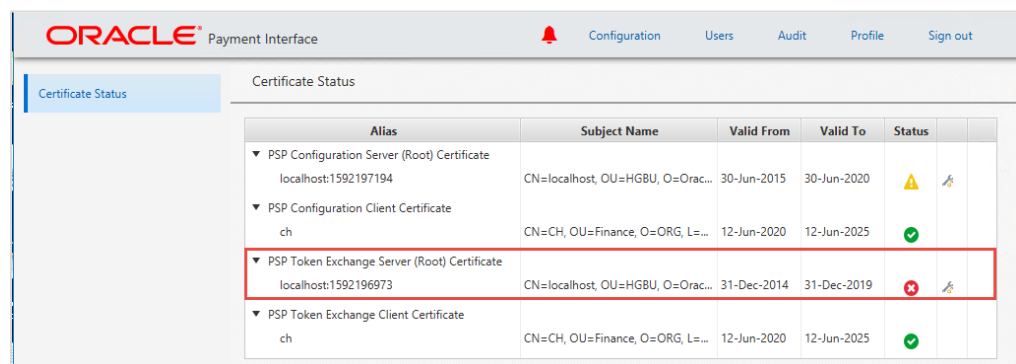 ORACLE® Payment Interface
Configuration Users Audit Profile Sign out
Certificate Status
Certificate Status
Alias Subject Name Valid From Valid To Status
PSP Configuration Server (Root) Certificate
localhost:1592197194 CN=localhost, OU=HGBU, O=Orac... 30-Jun-2015 30-Jun-2020
PSP Configuration Client Certificate
ch CN=CH, OU=Finance, O=ORG, L=... 12-Jun-2020 12-Jun-2025
PSP Token Exchange Server (Root) Certificate
localhost:1592196973 CN=localhost, OU=HGBU, O=Orac... 31-Dec-2014 31-Dec-2019
PSP Token Exchange Client Certificate
ch CN=CH, OU=Finance, O=ORG, L=... 12-Jun-2020 12-Jun-2025